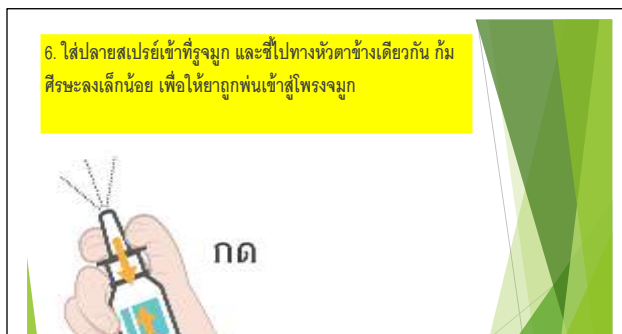 6. ใส่ปลายสเปรย์เข้าที่รูจมูก และชี้ไปทางหัวตาข้างเดียวกัน ก้ม
ศีรษะลงเล็กน้อย เพื่อให้ยาถูกพ่นเข้าสู่โพรงจมูก
กด